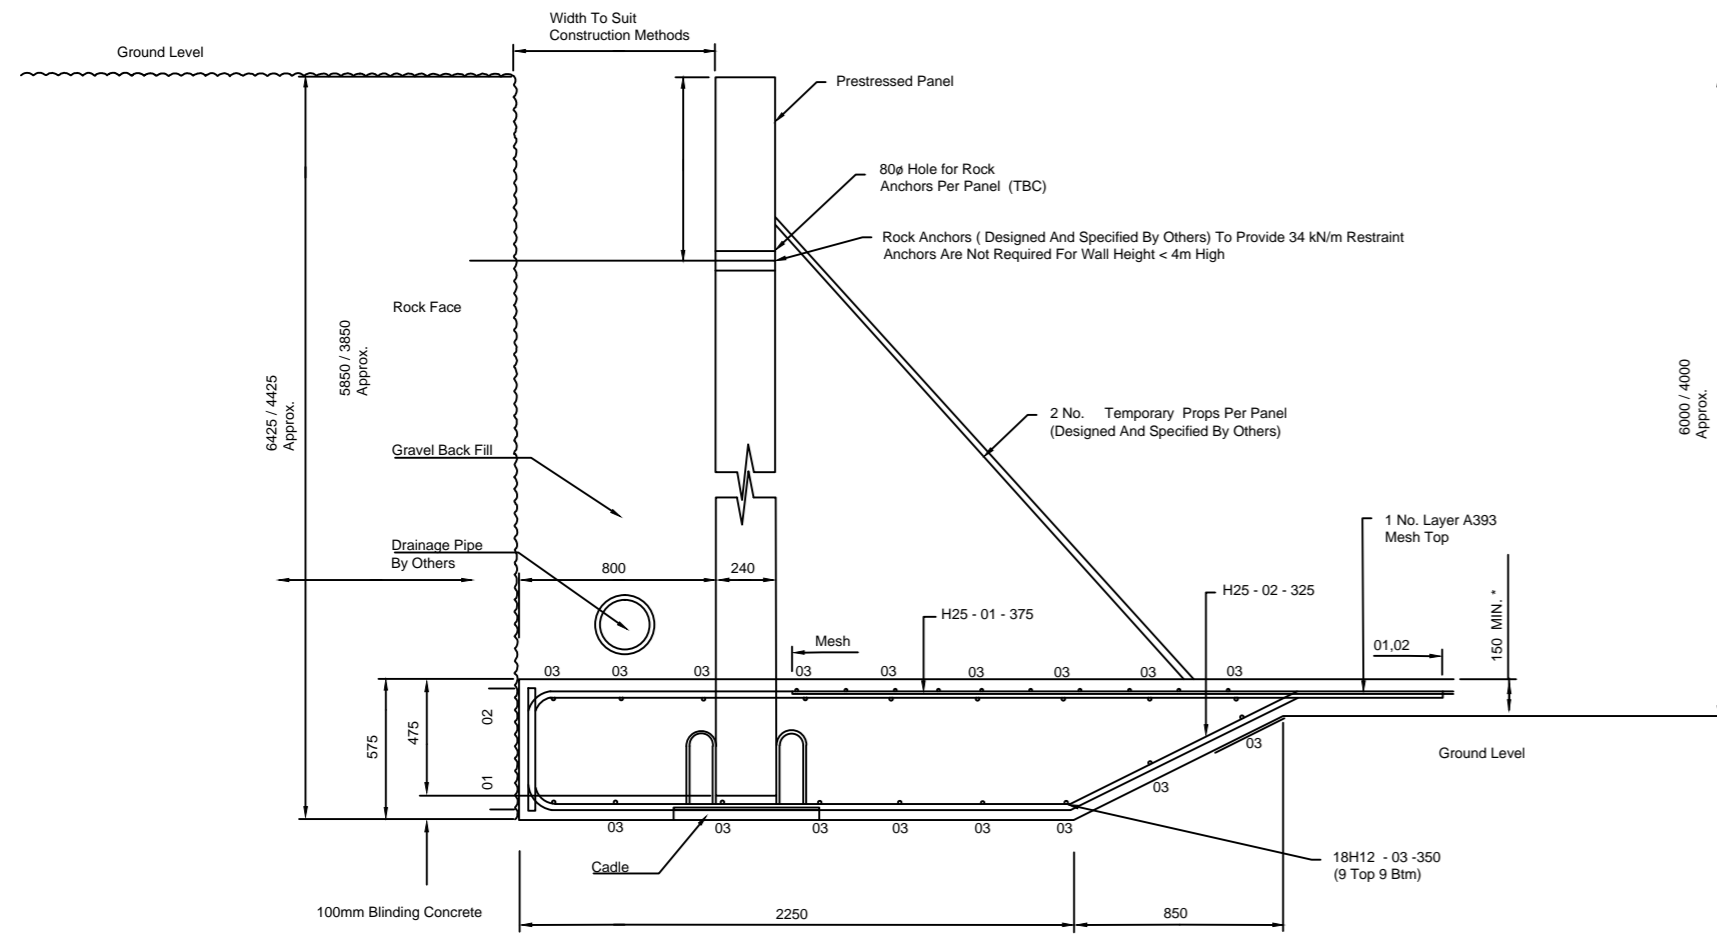 Width To Suit
Construction Methods
Ground Level
Prestressed Panel
80ø Hole for Rock
Anchors Per Panel (TBC)
Rock Anchors ( Designed And Specified By Others) To Provide 34 kN/m Restraint
Anchors Are Not Required For Wall Height < 4m High
Rock Face
5850 / 3850
Approx.
6425 / 4425
Approx.
6000 / 4000
Approx.
2 No. Temporary Props Per Panel
(Designed And Specified By Others)
Gravel Back Fill
1 No. Layer A393
Mesh Top
Drainage Pipe
By Others
800
240
H25 - 02 - 325
H25 - 01 - 375
150 MIN. *
Mesh
01,02
03
03
03
03
03
03
03
03
03
02
475
575
01
03
03
Ground Level
03
03
03
03
03
03
Cadle
18H12 - 03 -350
(9 Top 9 Btm)
100mm Blinding Concrete
2250
850